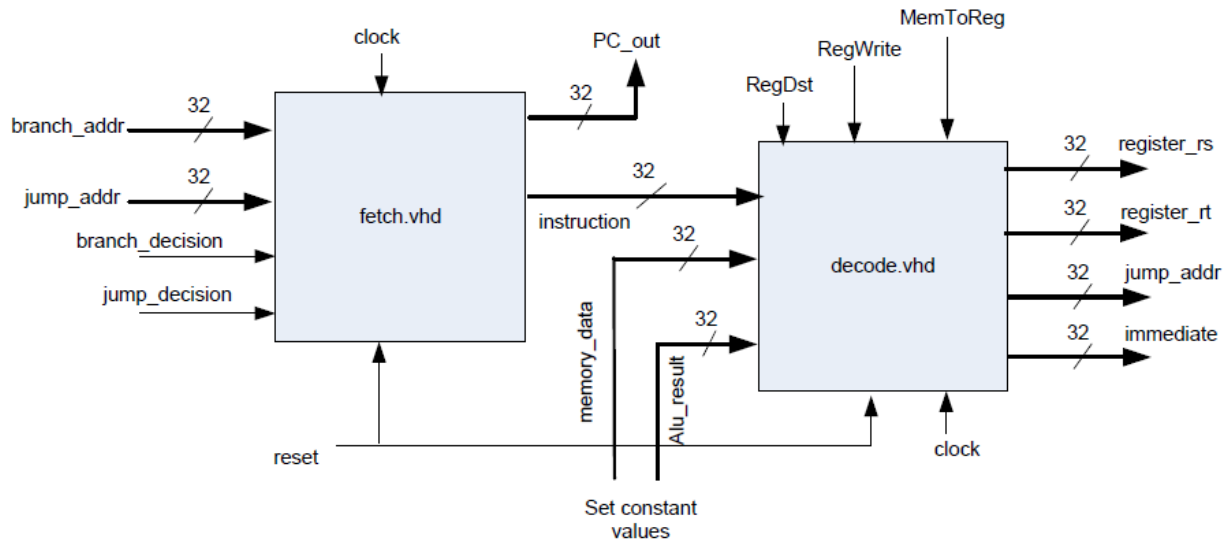 MemToReg
clock
PC_out
RegWrite
RegDst
32
32
branch_addr
32
register_rs
32
jump_addr
32
fetch.vhd
instruction
32
register_rt
branch_decision
32
decode.vhd
32
jump_addr
jump_decision
32
32
immediate
memory_data
Alu_result
reset
clock
Set constant
values